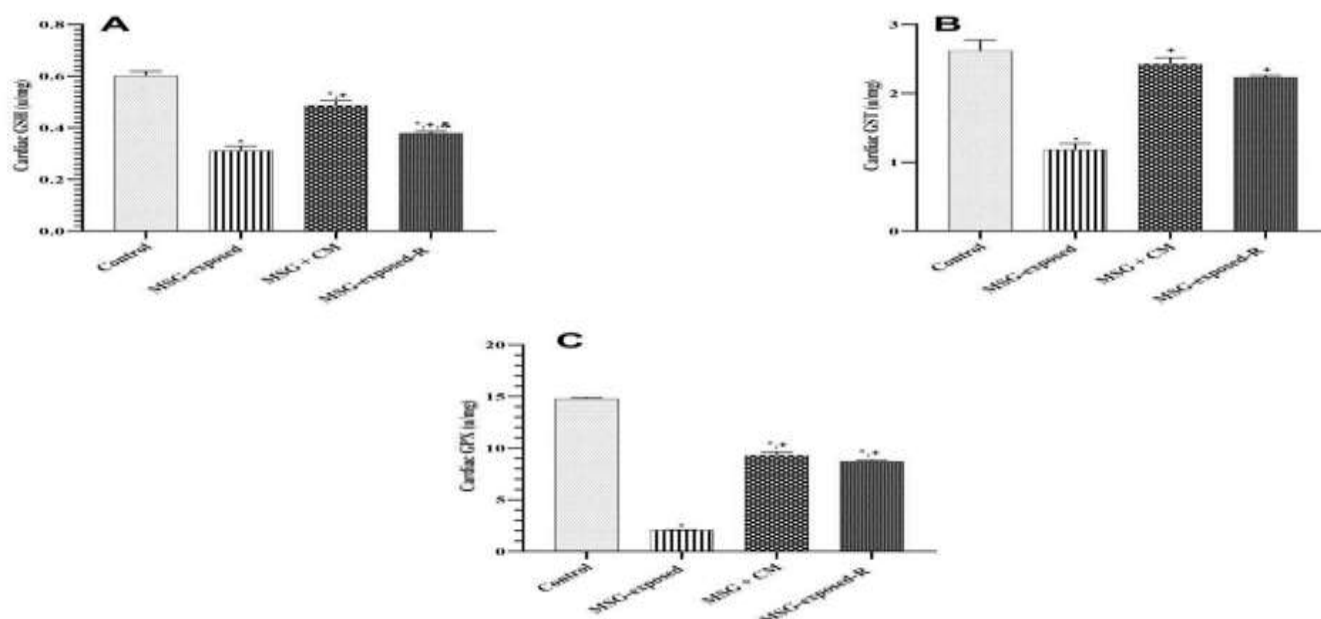 A
Cardiac GSH (u/mg)
0.8
0.6
0.4
0.2
0.0
*
*,+
*,+,&
Control
MSG-exposed
MSG + CM
MSG-exposed-R
B
Cardiac GST (u/mg)
3
2
1
0
*
+
+
Control
MSG-exposed
MSG + CM
MSG-exposed-R
C
Cardiac GPX (u/mg)
20
15
10
5
0
*
*,+
*,+
Control
MSG-exposed
MSG + CM
MSG-exposed-R